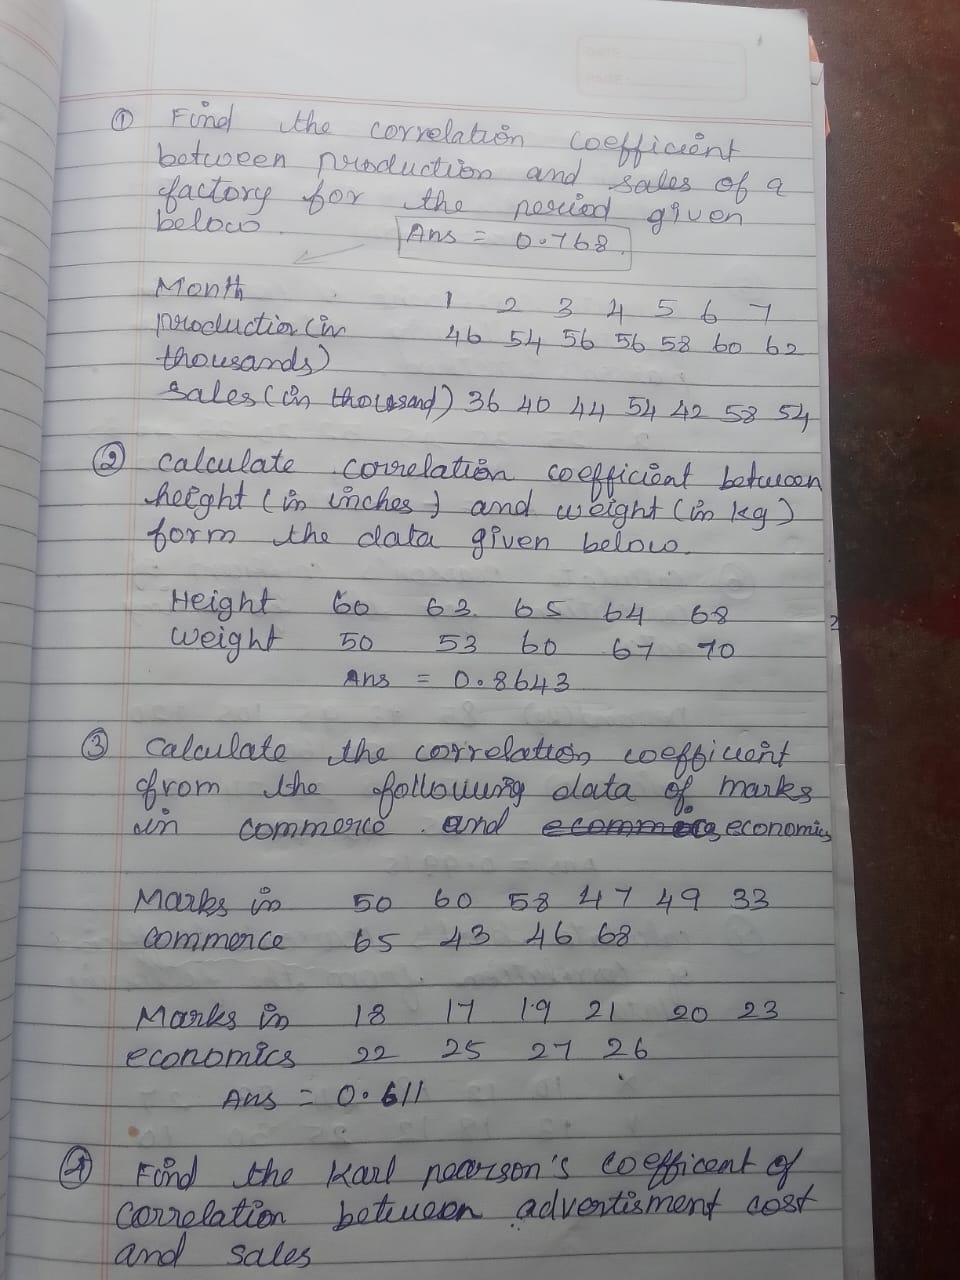 ① Find the correlation coefficient
between production and sales of a
factory for the period given
below.
Ans = 0.768
Month 1 2 3 4 5 6 7
production (in 46 54 56 56 58 60 62
thousands)
sales (in thousand) 36 40 44 54 42 58 54
② calculate correlation coefficient between
height (in inches) and weight (in kg)
form the data given below.
Height 60 63 65 64 68
weight 50 53 60 67 70
Ans = 0.8643
③ calculate the correlation coefficient
from the following data of marks
in commerce and economics
Marks in 50 60 58 47 49 33
commerce 65 43 46 68
Marks in 18 17 19 21 20 23
economics 22 25 27 26
Ans = 0.611
④ Find the Karl pearson's coefficent of
correlation between advertisment cost
and sales